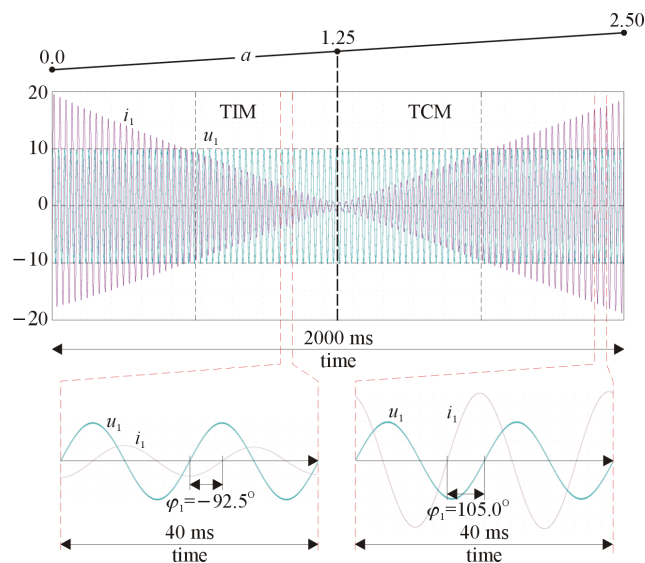 2.50
1.25
0.0
a
20
TIM
TCM
i₁
u₁
10
0
−10
−20
2000 ms
time
u₁
i₁
φ₁=−92.5°
40 ms
time
u₁
i₁
φ₁=105.0°
40 ms
time